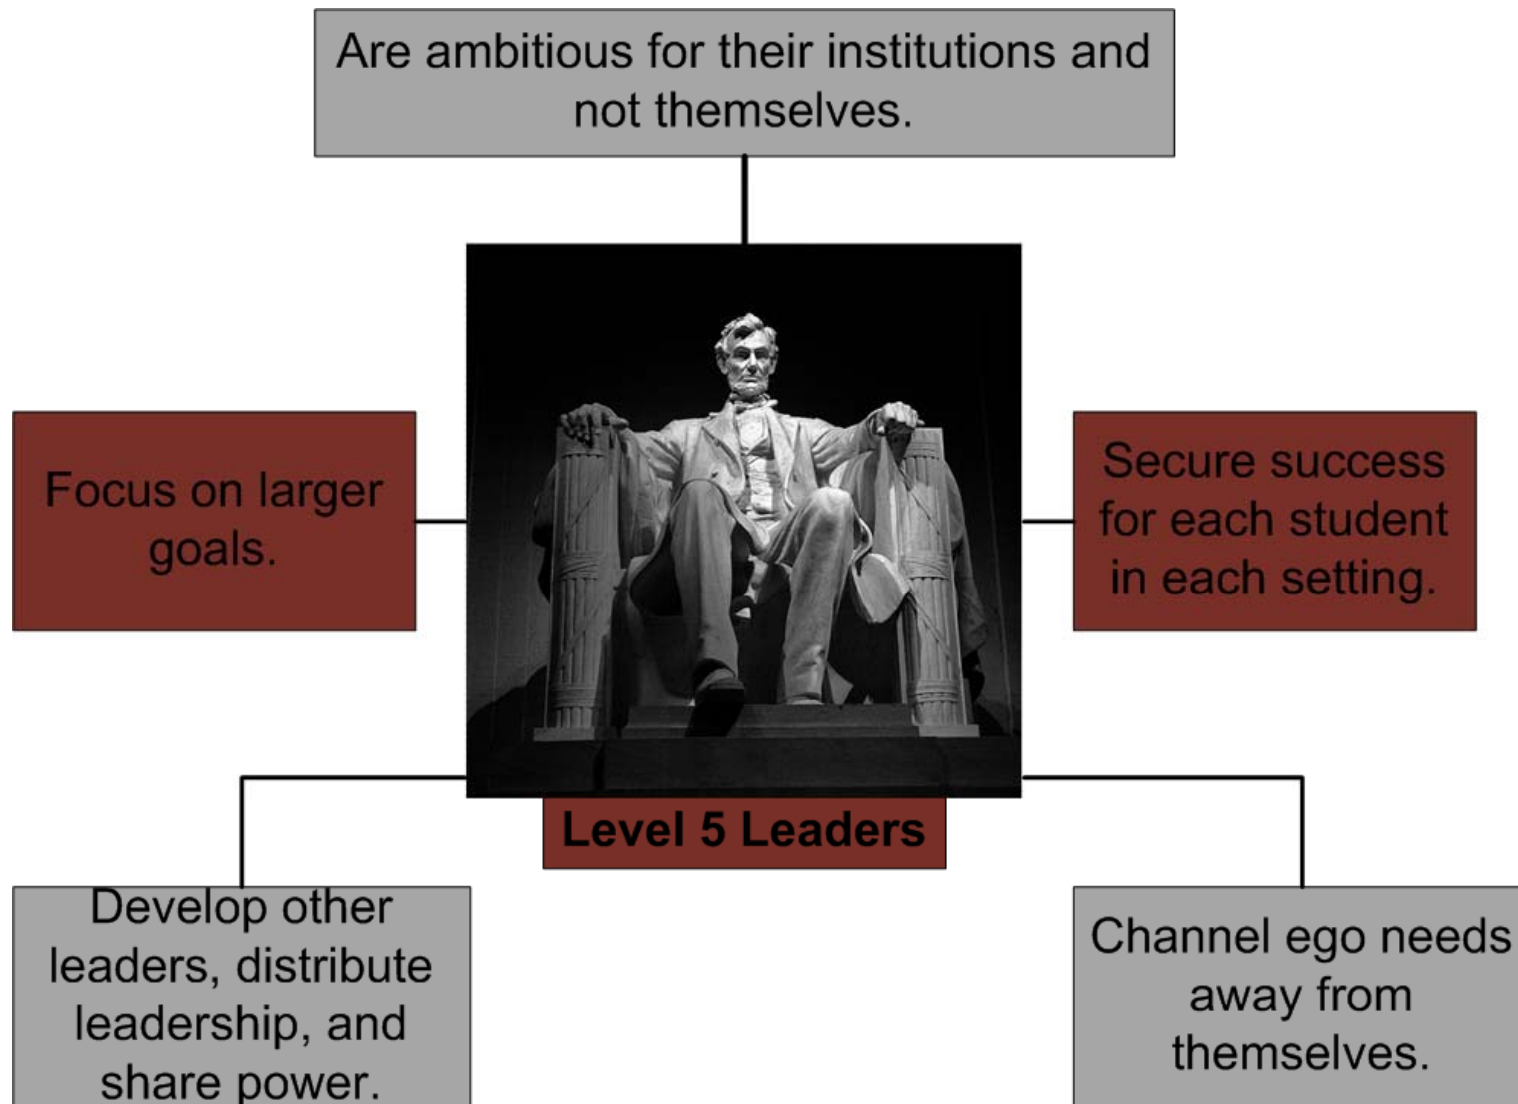 Are ambitious for their institutions and
not themselves.
Focus on larger
goals.
Secure success
for each student
in each setting.
Level 5 Leaders
Develop other
leaders, distribute
leadership, and
share power.
Channel ego needs
away from
themselves.